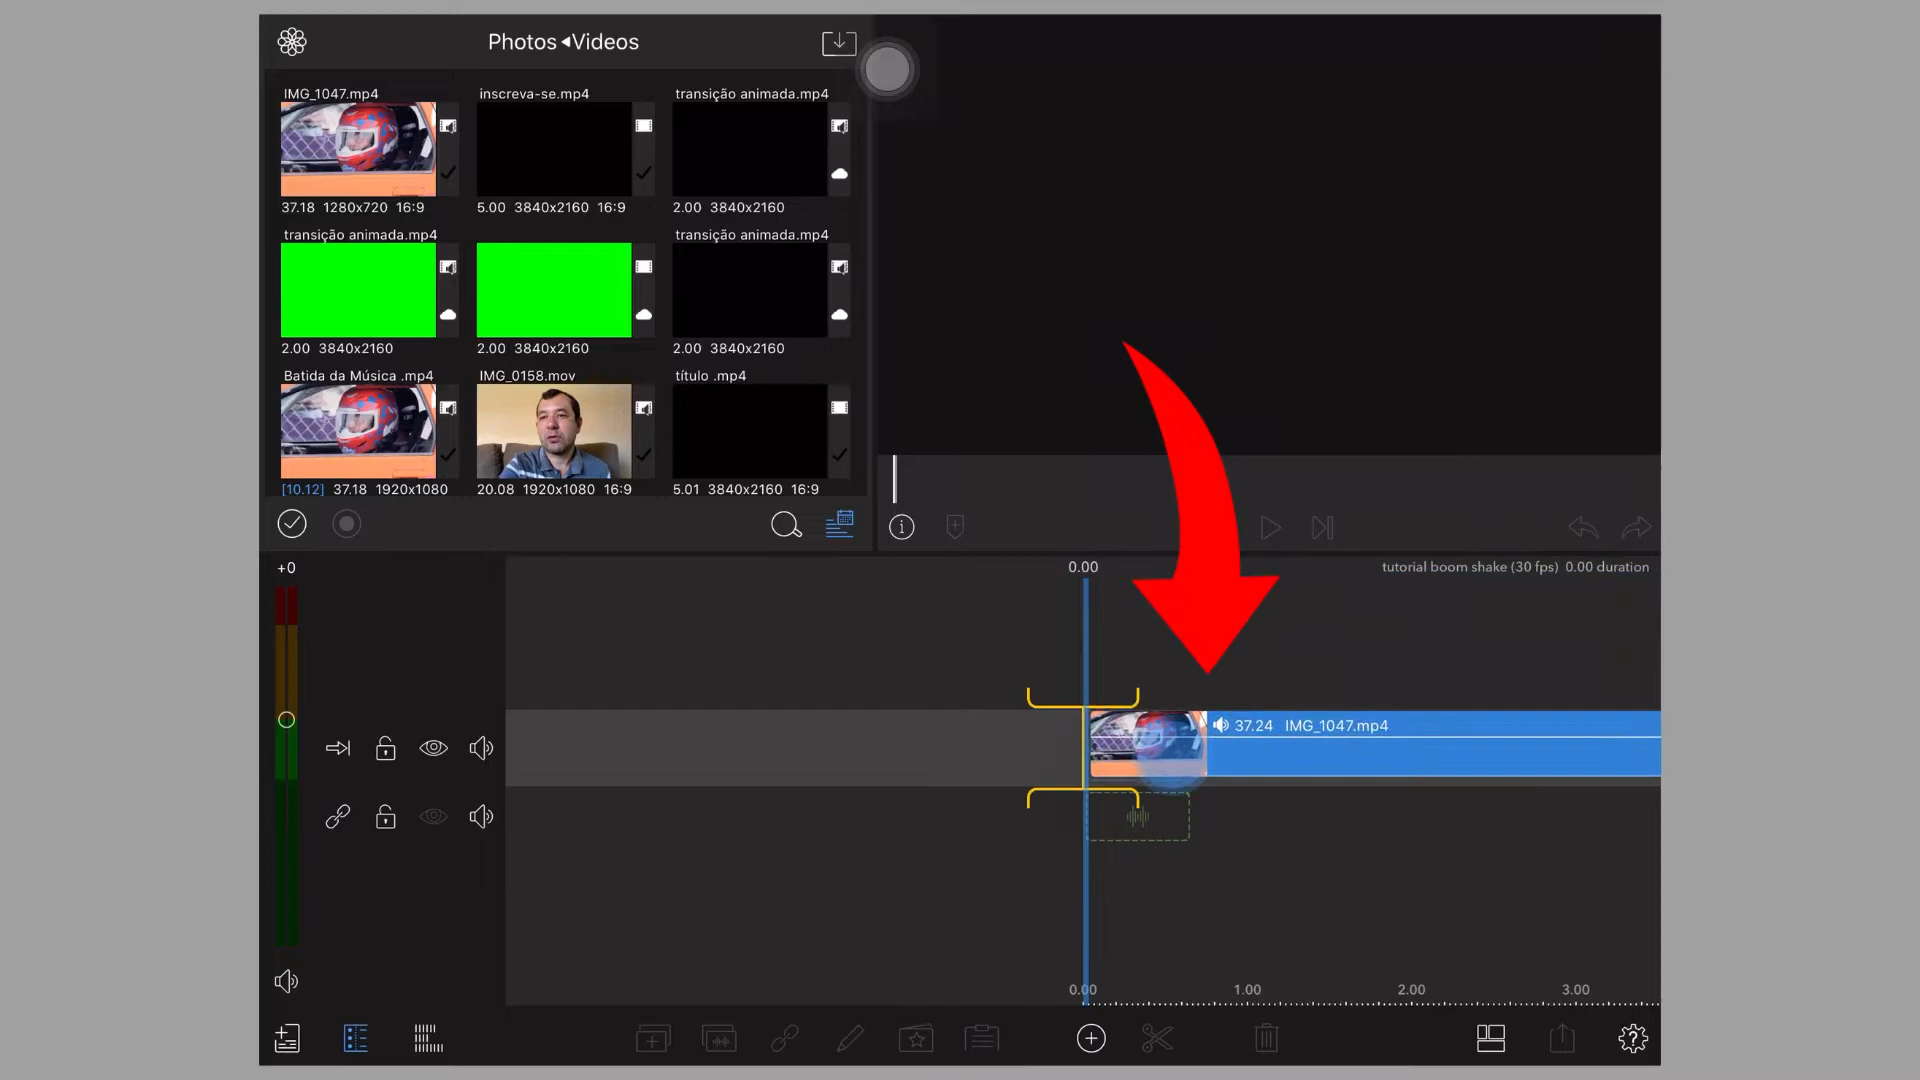 Photos ◂Videos
IMG_1047.mp4
inscreva-se.mp4
transição animada.mp4
37.18 1280x720 16:9
5.00 3840x2160 16:9
2.00 3840x2160
transição animada.mp4
transição animada.mp4
2.00 3840x2160
2.00 3840x2160
2.00 3840x2160
Batida da Música .mp4
IMG_0158.mov
título .mp4
[10.12] 37.18 1920x1080
20.08 1920x1080 16:9
5.01 3840x2160 16:9
+0
0.00
tutorial boom shake (30 fps) 0.00 duration
37.24 IMG_1047.mp4
0.00
1.00
2.00
3.00